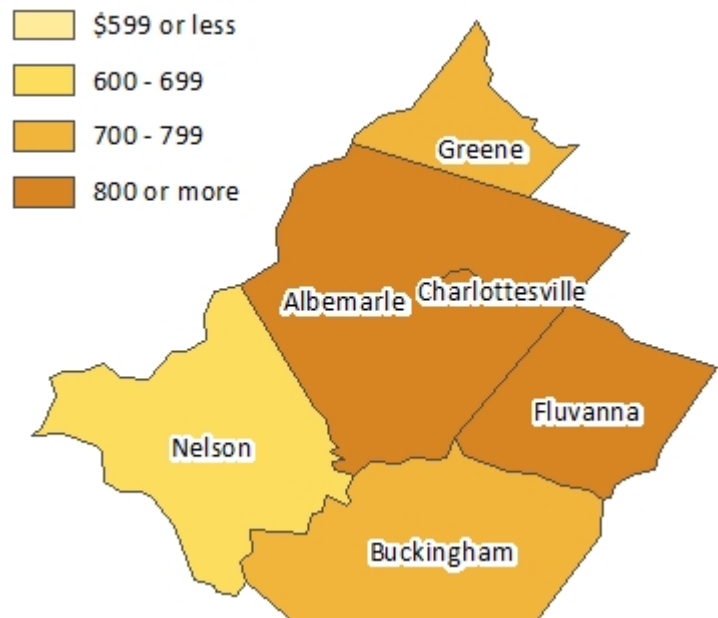 $599 or less
600 - 699
700 - 799
800 or more
Greene
Albemarle
Charlottesville
Fluvanna
Nelson
Buckingham